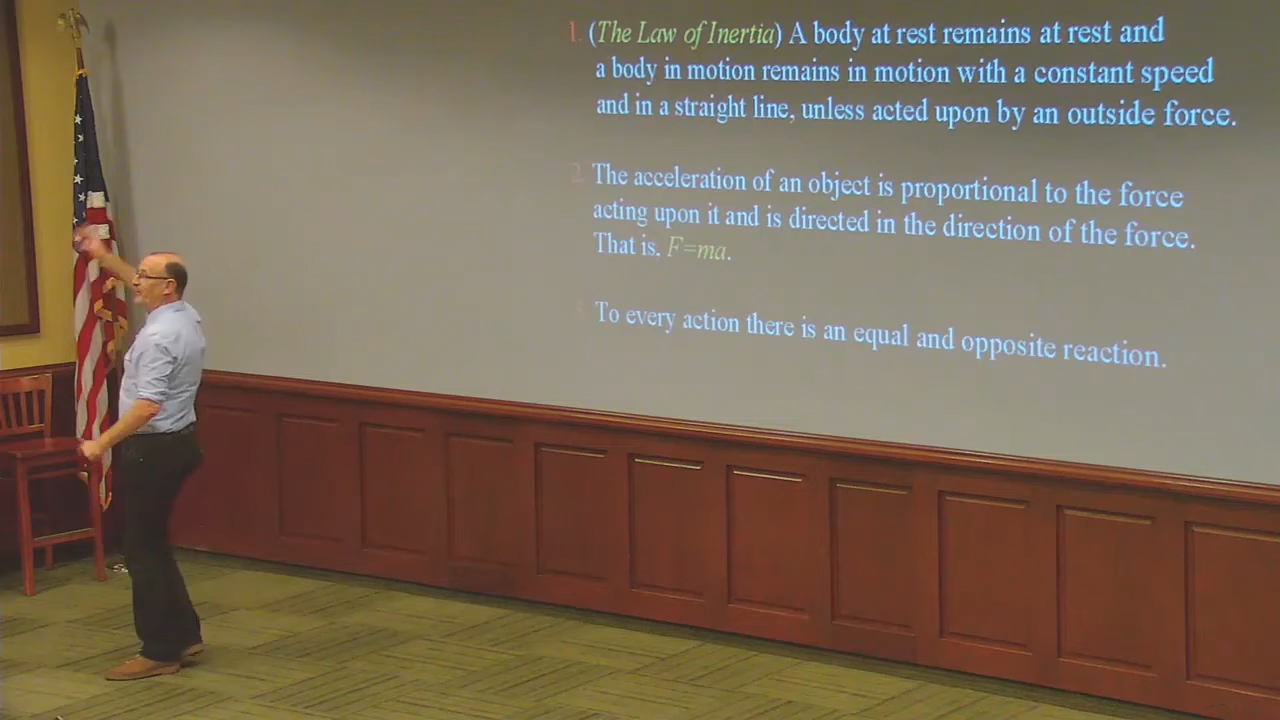 1. (The Law of Inertia) A body at rest remains at rest and
a body in motion remains in motion with a constant speed
and in a straight line, unless acted upon by an outside force.
2. The acceleration of an object is proportional to the force
acting upon it and is directed in the direction of the force.
That is, F=ma.
3. To every action there is an equal and opposite reaction.